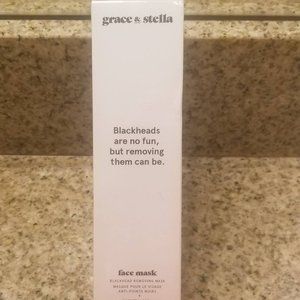 grace & stella
Blackheads
are no fun,
but removing
them can be.
face mask
BLACKHEAD REMOVING MASK
MASQUE POUR LE VISAGE
ANTI-POINTS NOIRS